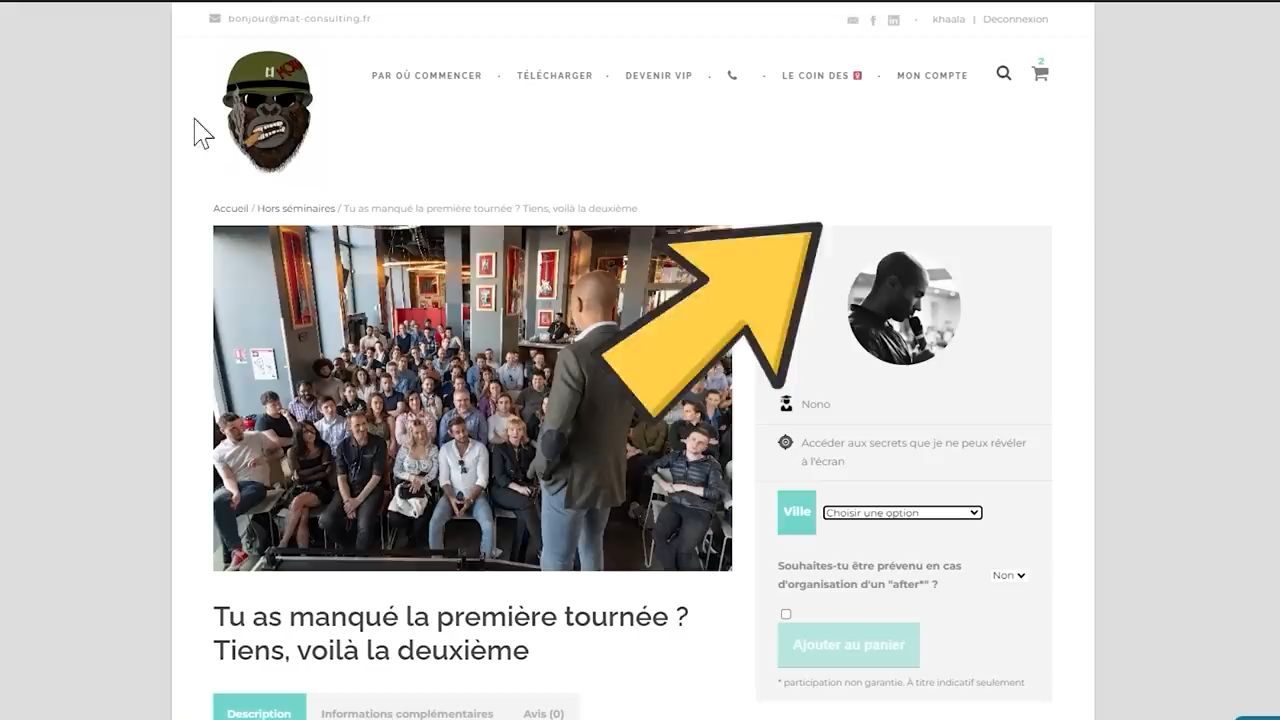 bonjour@mat-consulting.fr
khaala | Déconnexion
PAR OÙ COMMENCER
TÉLÉCHARGER
DEVENIR VIP
LE COIN DES
MON COMPTE
2
Accueil / Hors séminaires / Tu as manqué la première tournée ? Tiens, voilà la deuxième
Nono
Accéder aux secrets que je ne peux révéler
à l'écran
Ville
Choisir une option
Souhaites-tu être prévenu en cas
d'organisation d'un "after*" ?
Non
Ajouter au panier
* participation non garantie. À titre indicatif seulement
Tu as manqué la première tournée ?
Tiens, voilà la deuxième
Description
Informations complémentaires
Avis (0)